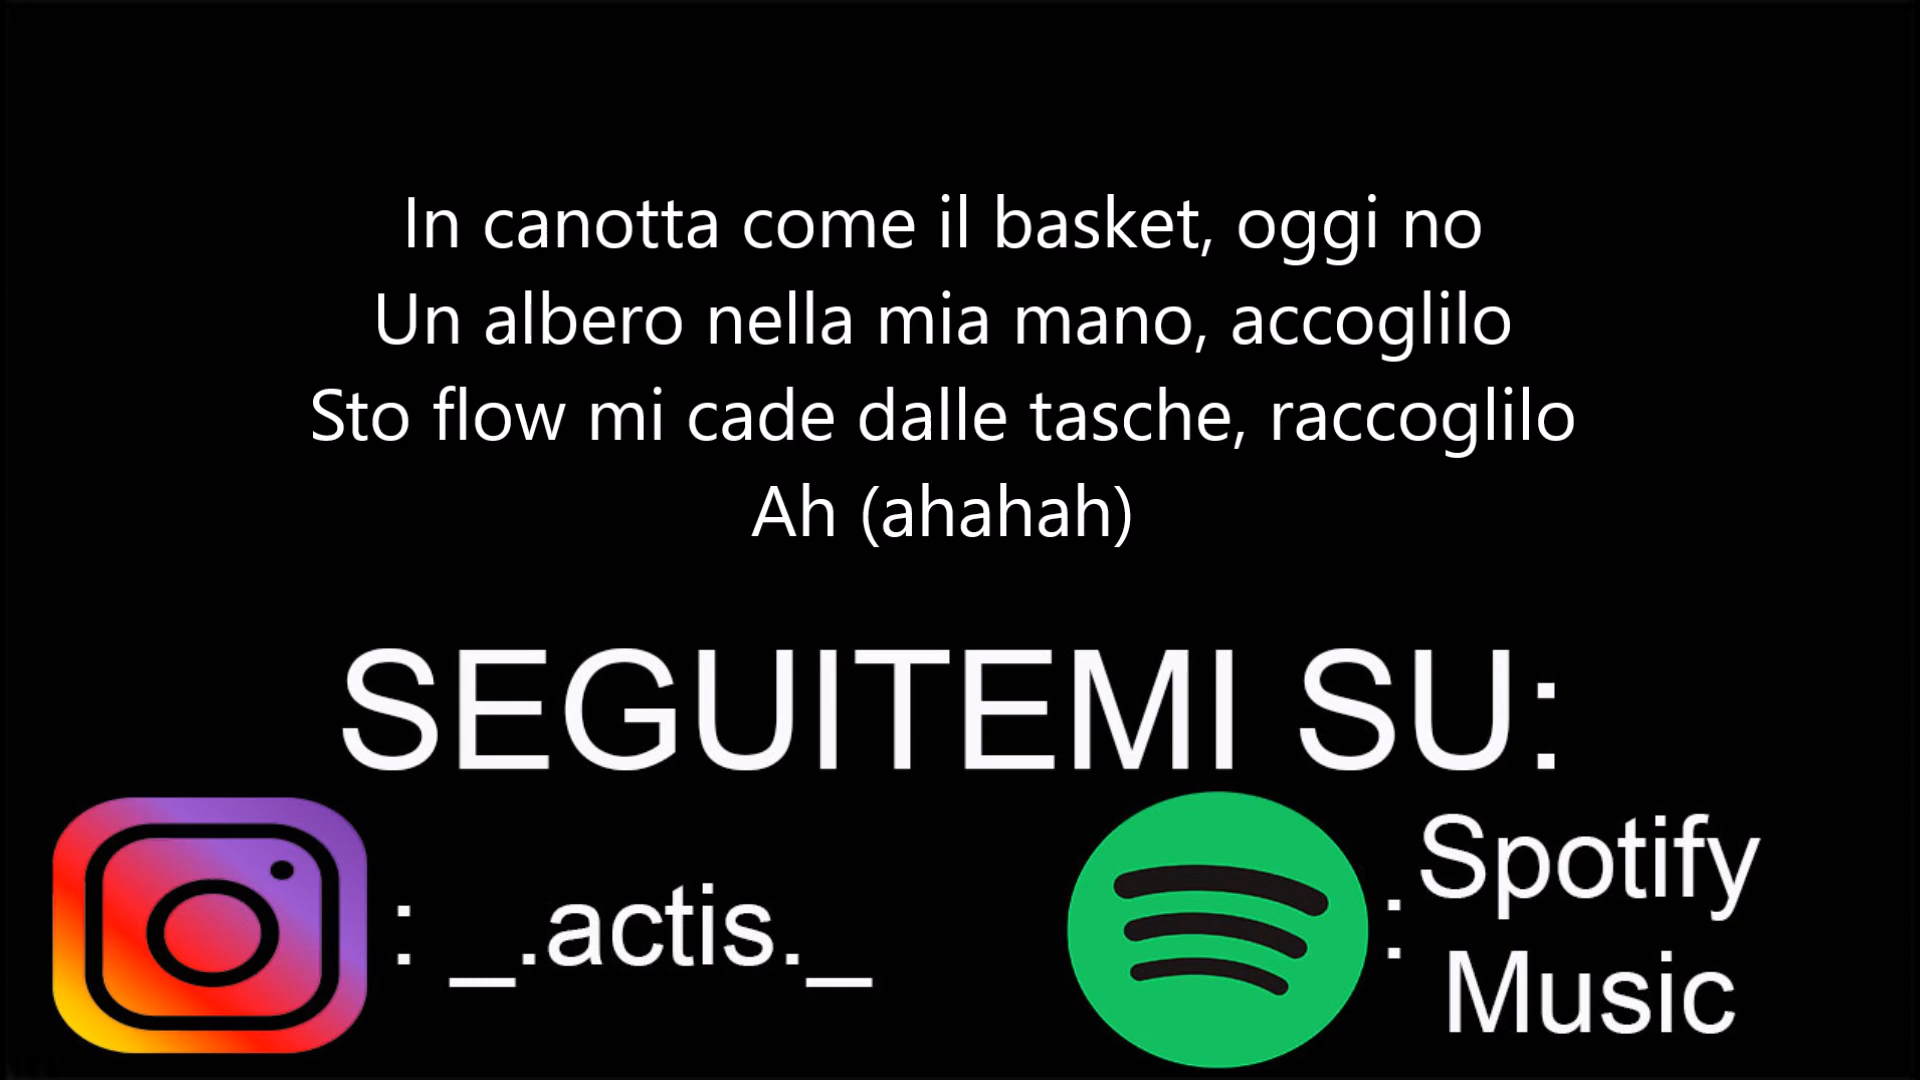 In canotta come il basket, oggi no
Un albero nella mia mano, accoglilo
Sto flow mi cade dalle tasche, raccoglilo
Ah (ahahah)
SEGUITEMI SU:
: _.actis._
: Spotify
Music